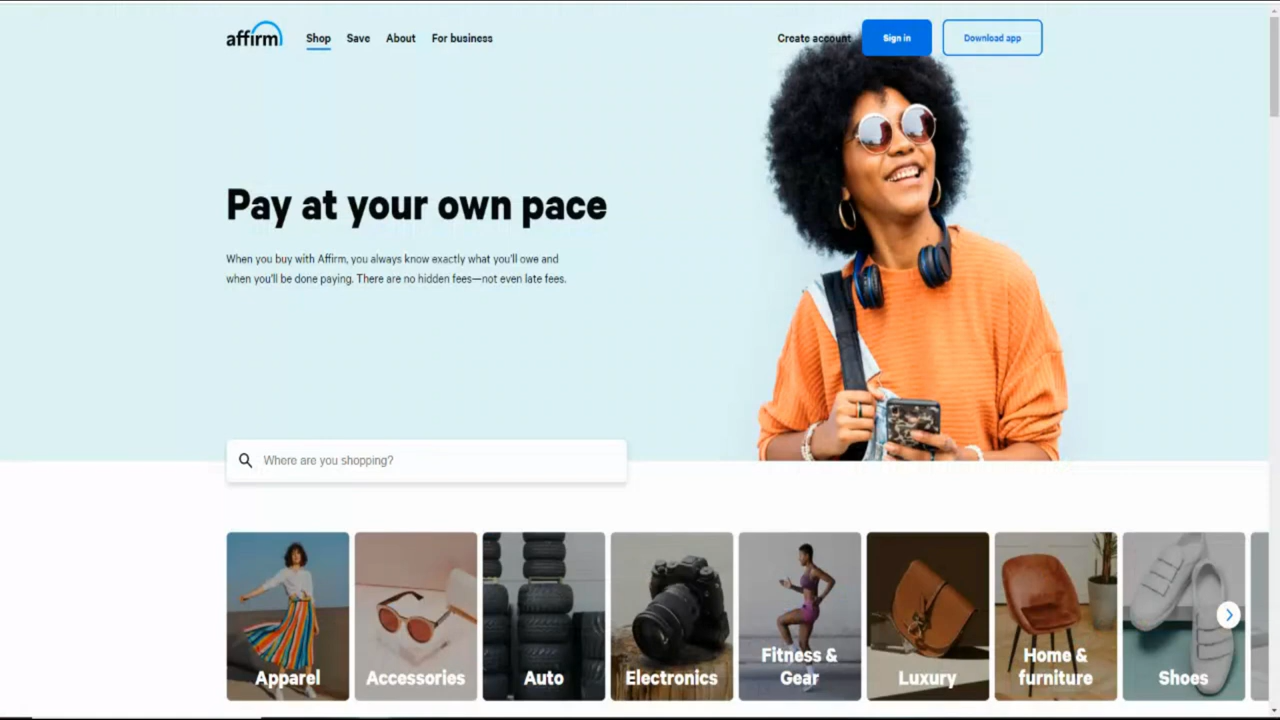 affirm
Shop Save About For business
Create account Sign in Download app
Pay at your own pace
When you buy with Affirm, you always know exactly what you'll owe and
when you'll be done paying. There are no hidden fees—not even late fees.
Where are you shopping?
Apparel
Accessories
Auto
Electronics
Fitness &
Gear
Luxury
Home &
furniture
Shoes